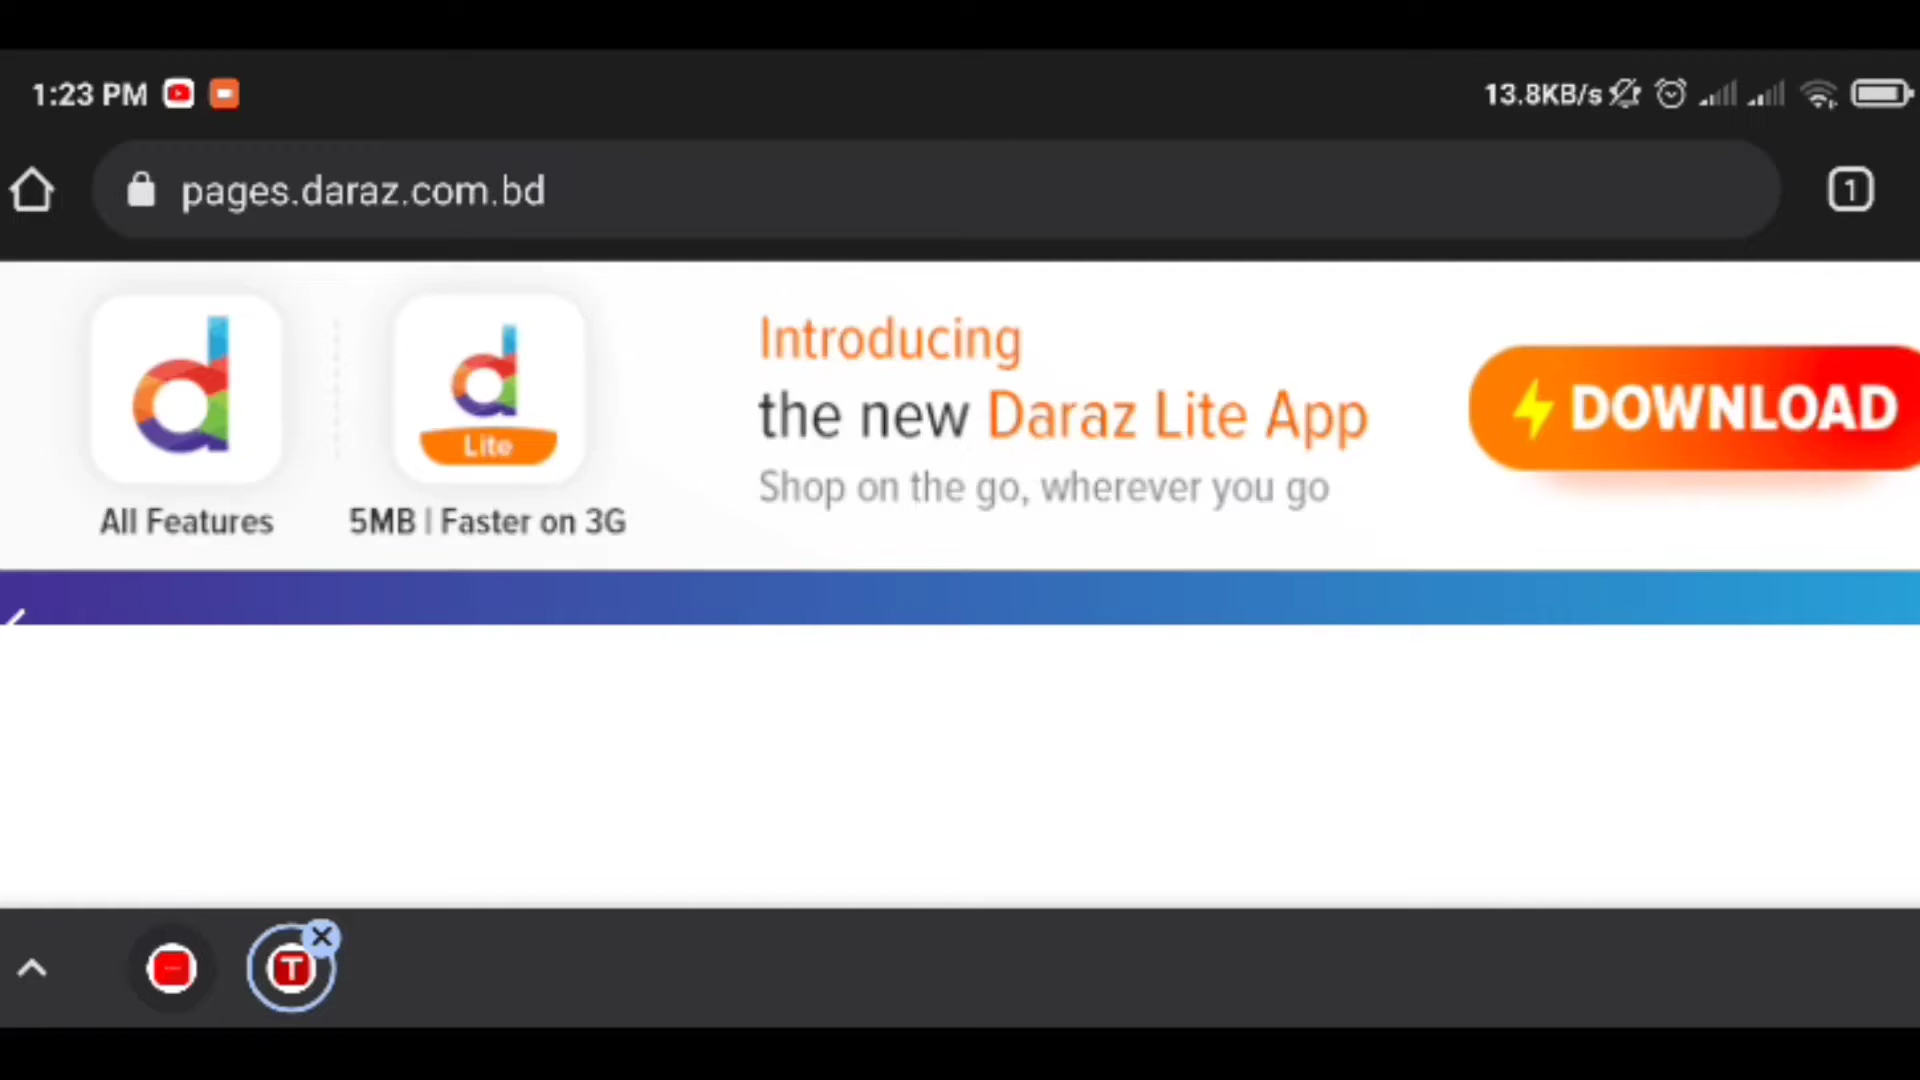 1:23 PM
13.8KB/s
pages.daraz.com.bd
1
Introducing
the new Daraz Lite App
Shop on the go, wherever you go
DOWNLOAD
Lite
All Features
5MB | Faster on 3G
T